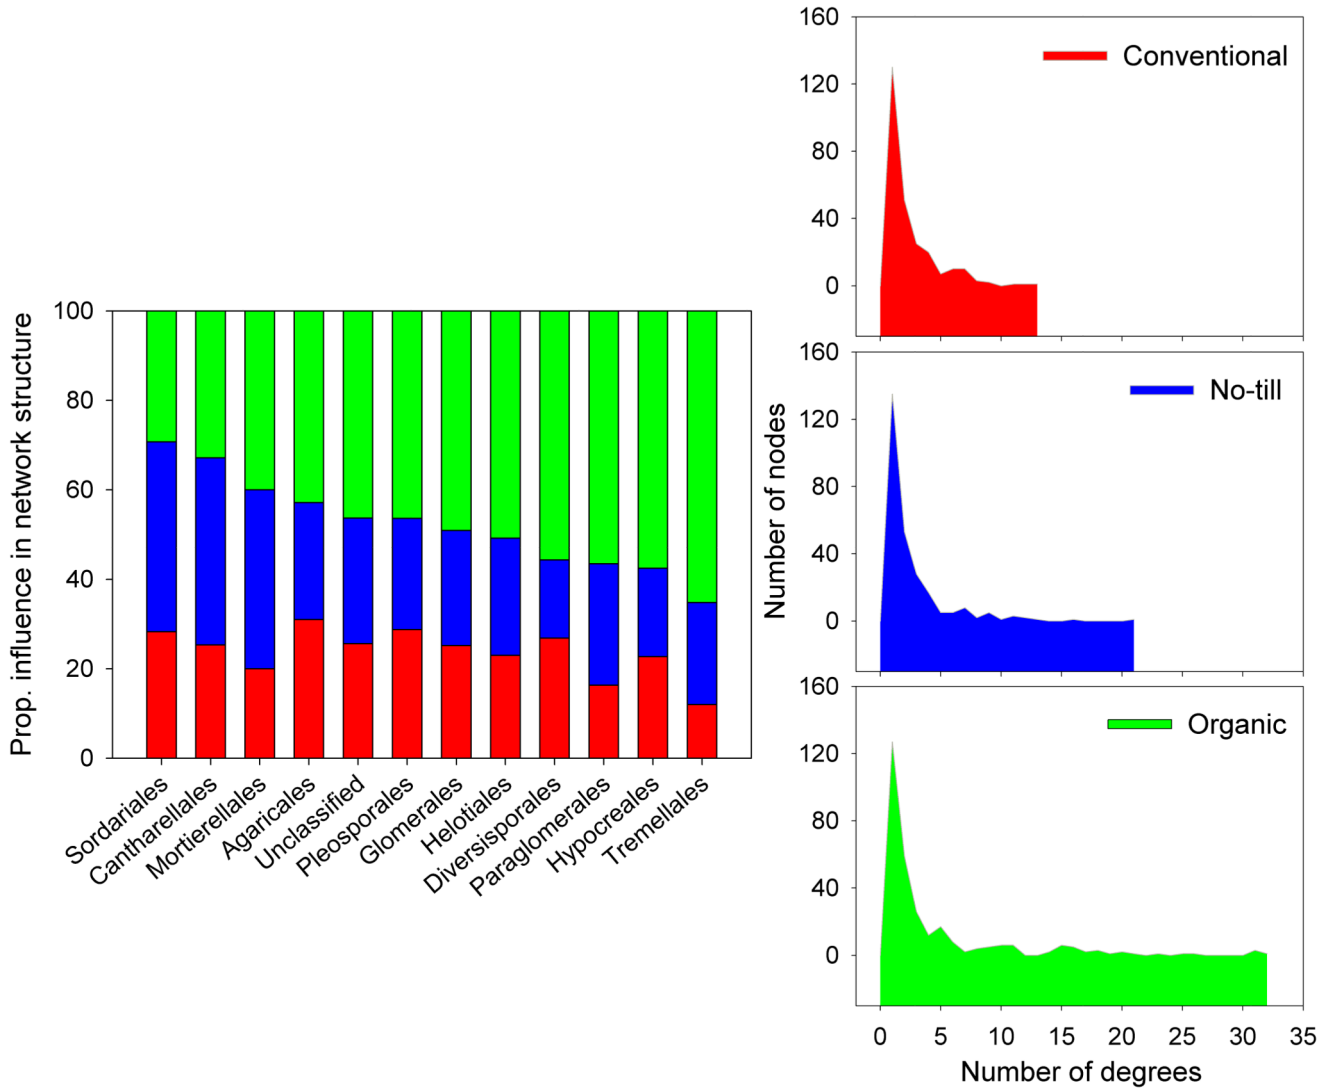 Prop. influence in network structure
100
80
60
40
20
0
Sordariales
Cantharellales
Mortierellales
Agaricales
Unclassified
Pleosporales
Glomerales
Helotiales
Diversisporales
Paraglomerales
Hypocreales
Tremellales
Number of nodes
160
120
80
40
0
Conventional
160
120
80
40
0
No-till
160
120
80
40
0
Organic
0 5 10 15 20 25 30 35
Number of degrees